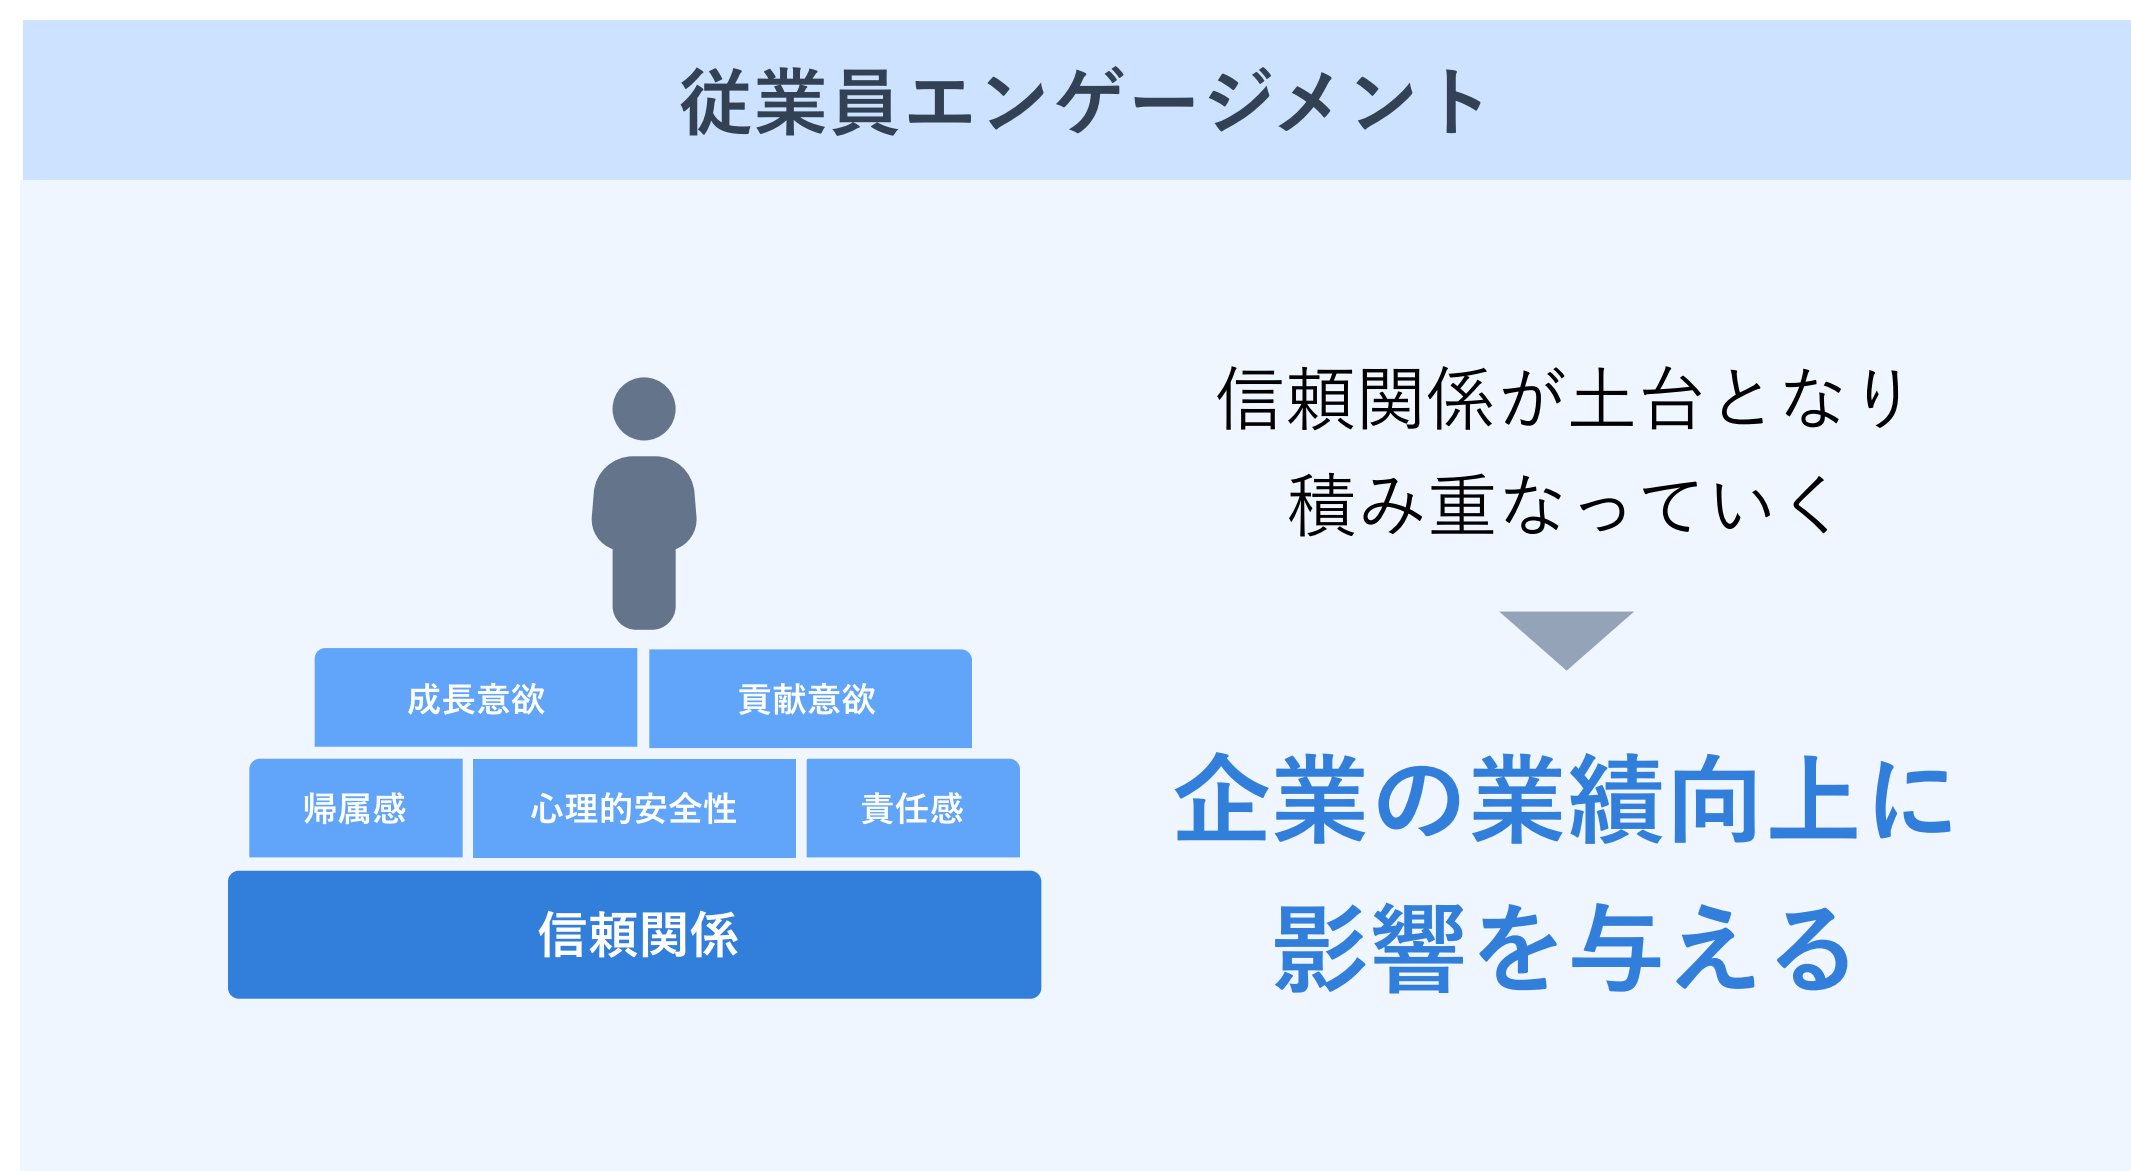 従業員エンゲージメント
信頼関係が土台となり
積み重なっていく
企業の業績向上に
影響を与える
成長意欲
貢献意欲
帰属感
心理的安全性
責任感
信頼関係